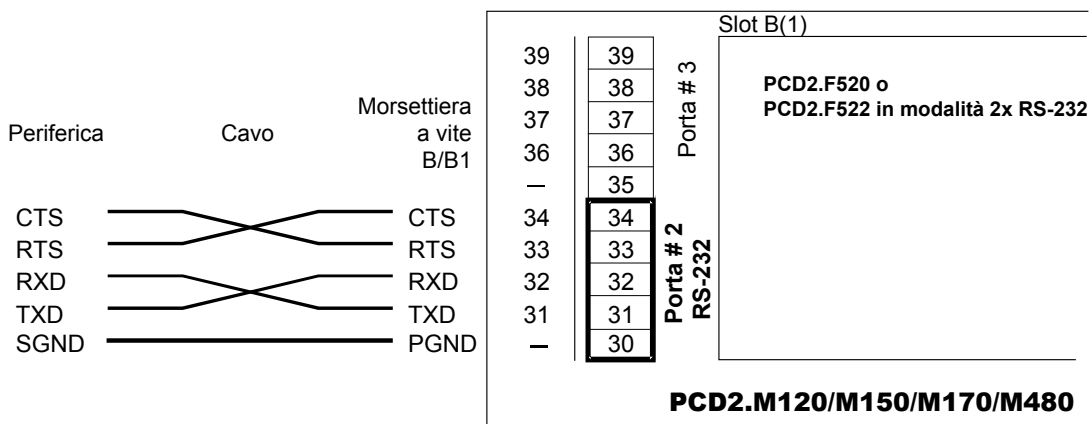 Slot B(1)
39 39
38 38
37 37
36 36
— 35
34 34
33 33
32 32
31 31
— 30
Porta # 3
Porta # 2
RS-232
PCD2.F520 o
PCD2.F522 in modalità 2x RS-232
Periferica
Cavo
Morsettiera
a vite
B/B1
CTS CTS
RTS RTS
RXD RXD
TXD TXD
SGND PGND
PCD2.M120/M150/M170/M480